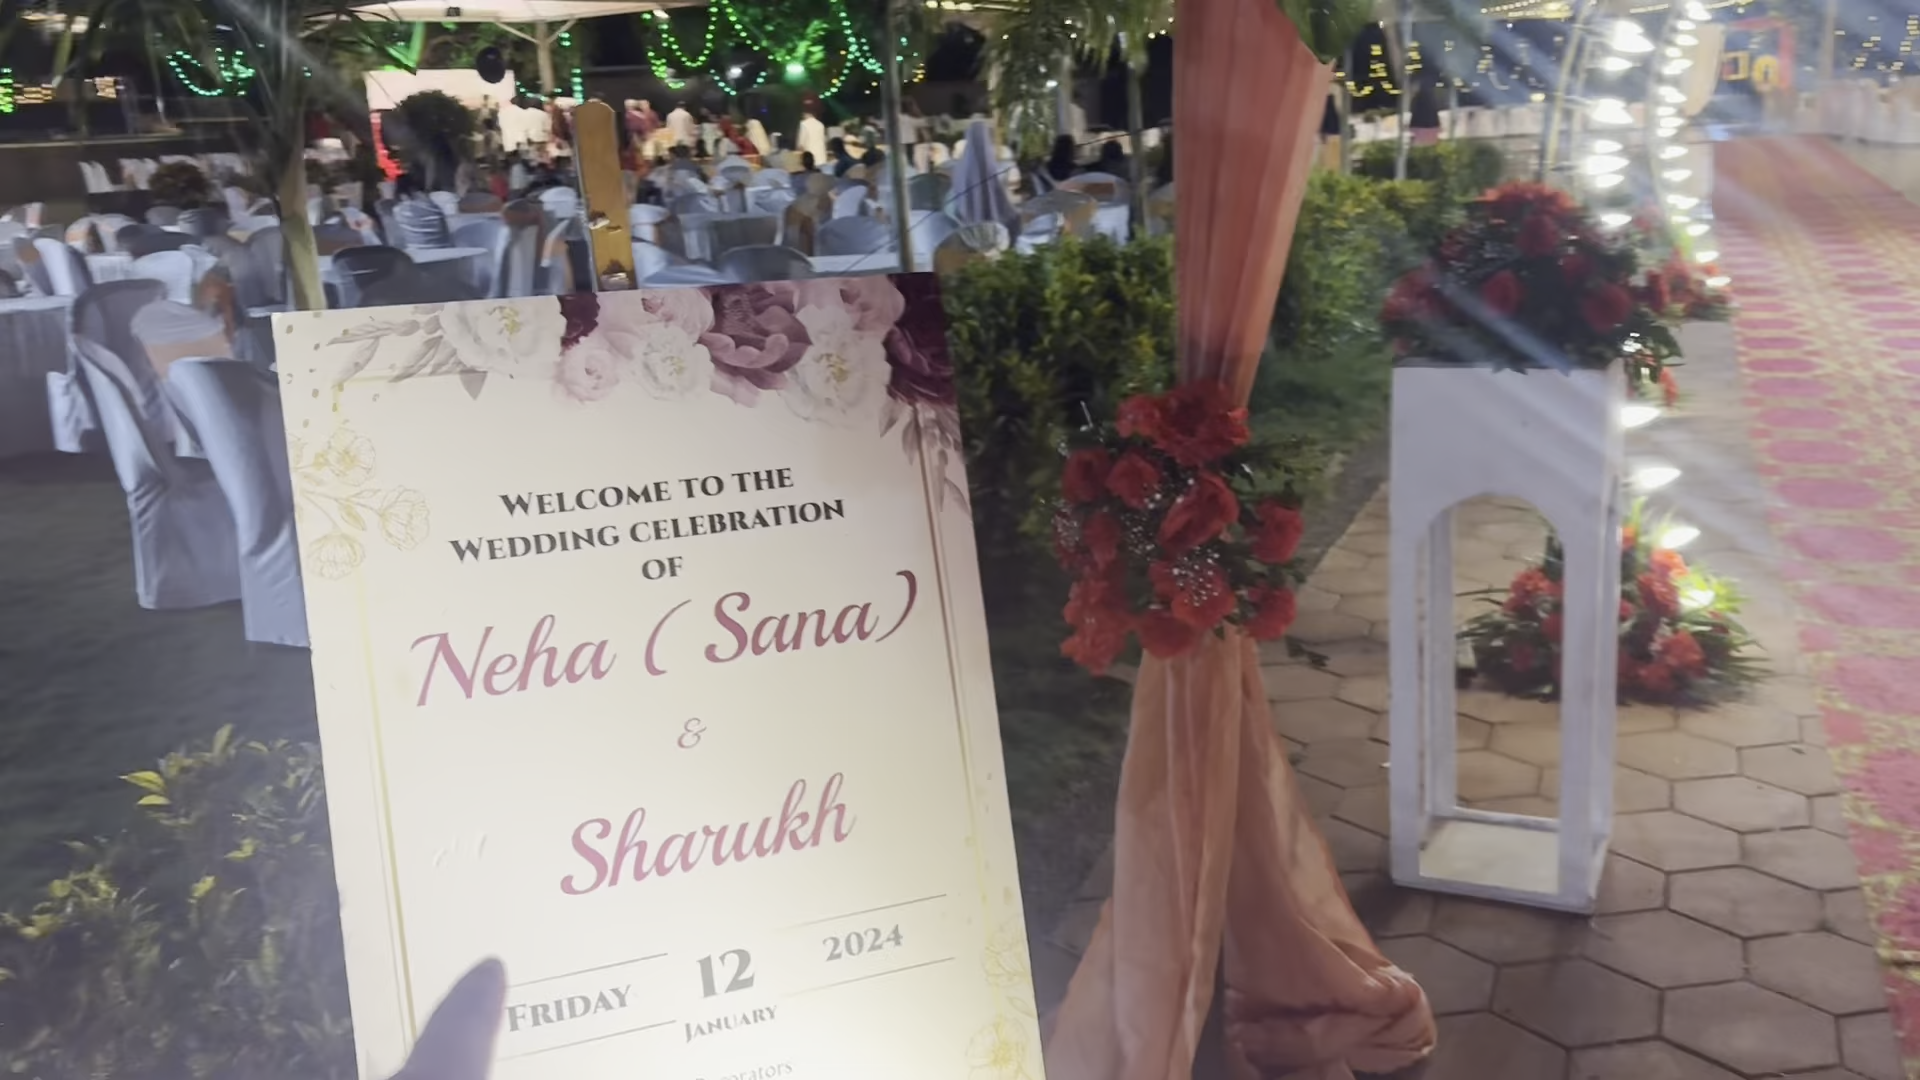 WELCOME TO THE
WEDDING CELEBRATION
OF
Neha ( Sana)
&
Sharukh
FRIDAY 12 2024
JANUARY